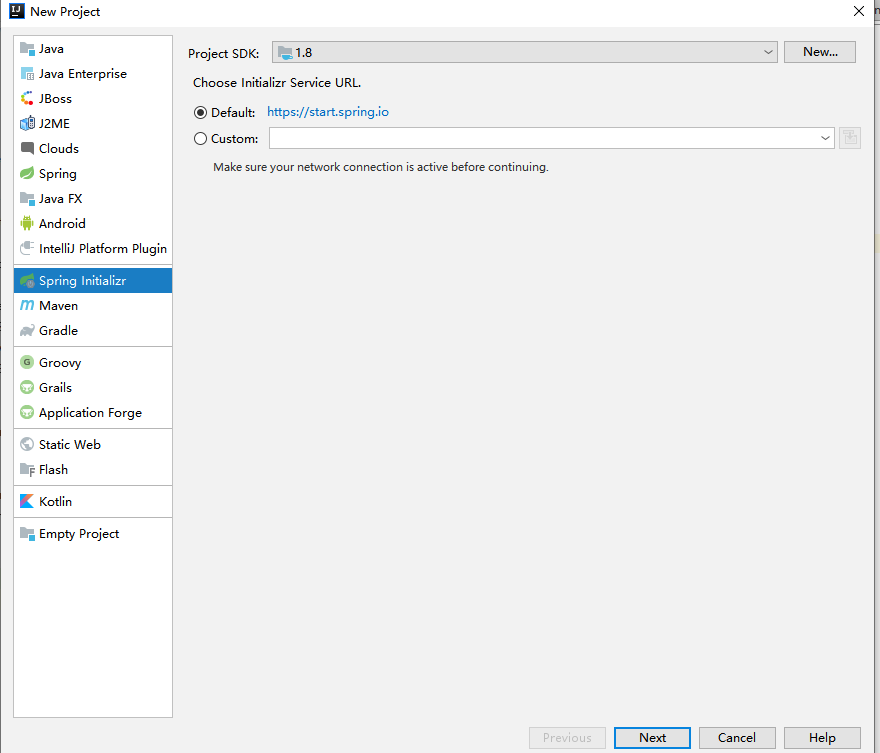 New Project
Java
Java Enterprise
JBoss
J2ME
Clouds
Spring
Java FX
Android
IntelliJ Platform Plugin
Spring Initializr
Maven
Gradle
Groovy
Grails
Application Forge
Static Web
Flash
Kotlin
Empty Project
Project SDK: 1.8 New...
Choose Initializr Service URL.
Default: https://start.spring.io
Custom:
Make sure your network connection is active before continuing.
Previous Next Cancel Help